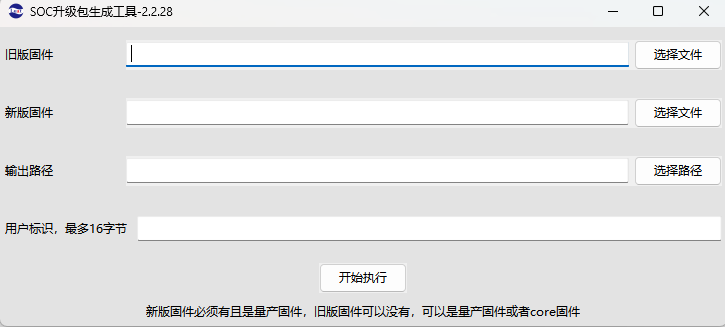 SOC升级包生成工具-2.2.28
旧版固件 选择文件
新版固件 选择文件
输出路径 选择路径
用户标识，最多16字节
开始执行
新版固件必须有且是量产固件，旧版固件可以没有，可以是量产固件或者core固件